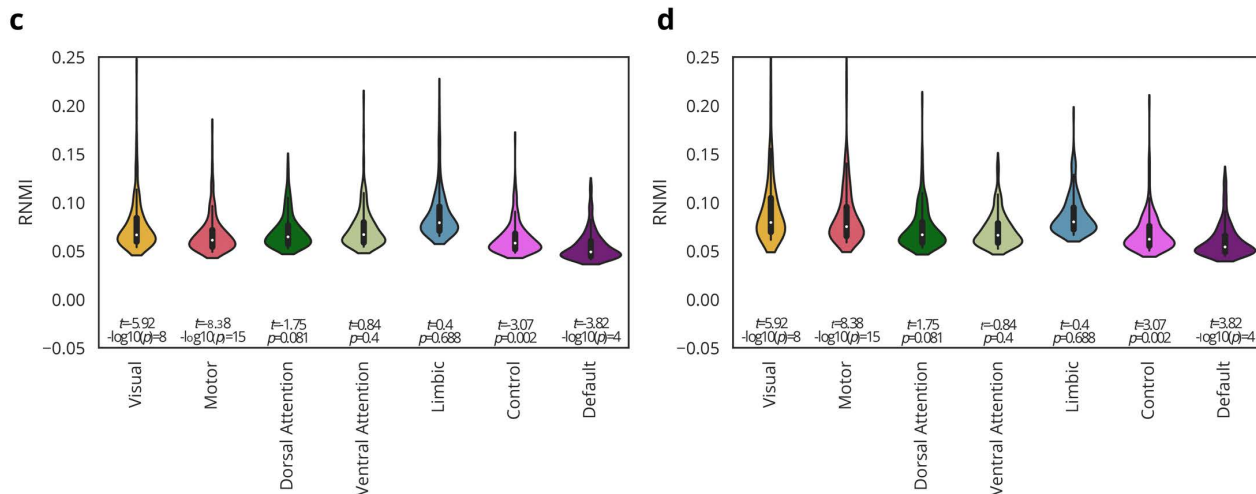 c
RNMI
0.25
0.20
0.15
0.10
0.05
0.00
−0.05
t=-5.92
-log10(p)=8
t=-8.38
-log10(p)=15
t=-1.75
p=0.081
t=0.84
p=0.4
t=0.4
p=0.688
t=-3.07
p=0.002
t=-3.82
-log10(p)=4
Visual
Motor
Dorsal Attention
Ventral Attention
Limbic
Control
Default
d
RNMI
0.25
0.20
0.15
0.10
0.05
0.00
−0.05
t=5.92
-log10(p)=8
t=8.38
-log10(p)=15
t=1.75
p=0.081
t=-0.84
p=0.4
t=-0.4
p=0.688
t=3.07
p=0.002
t=3.82
-log10(p)=4
Visual
Motor
Dorsal Attention
Ventral Attention
Limbic
Control
Default